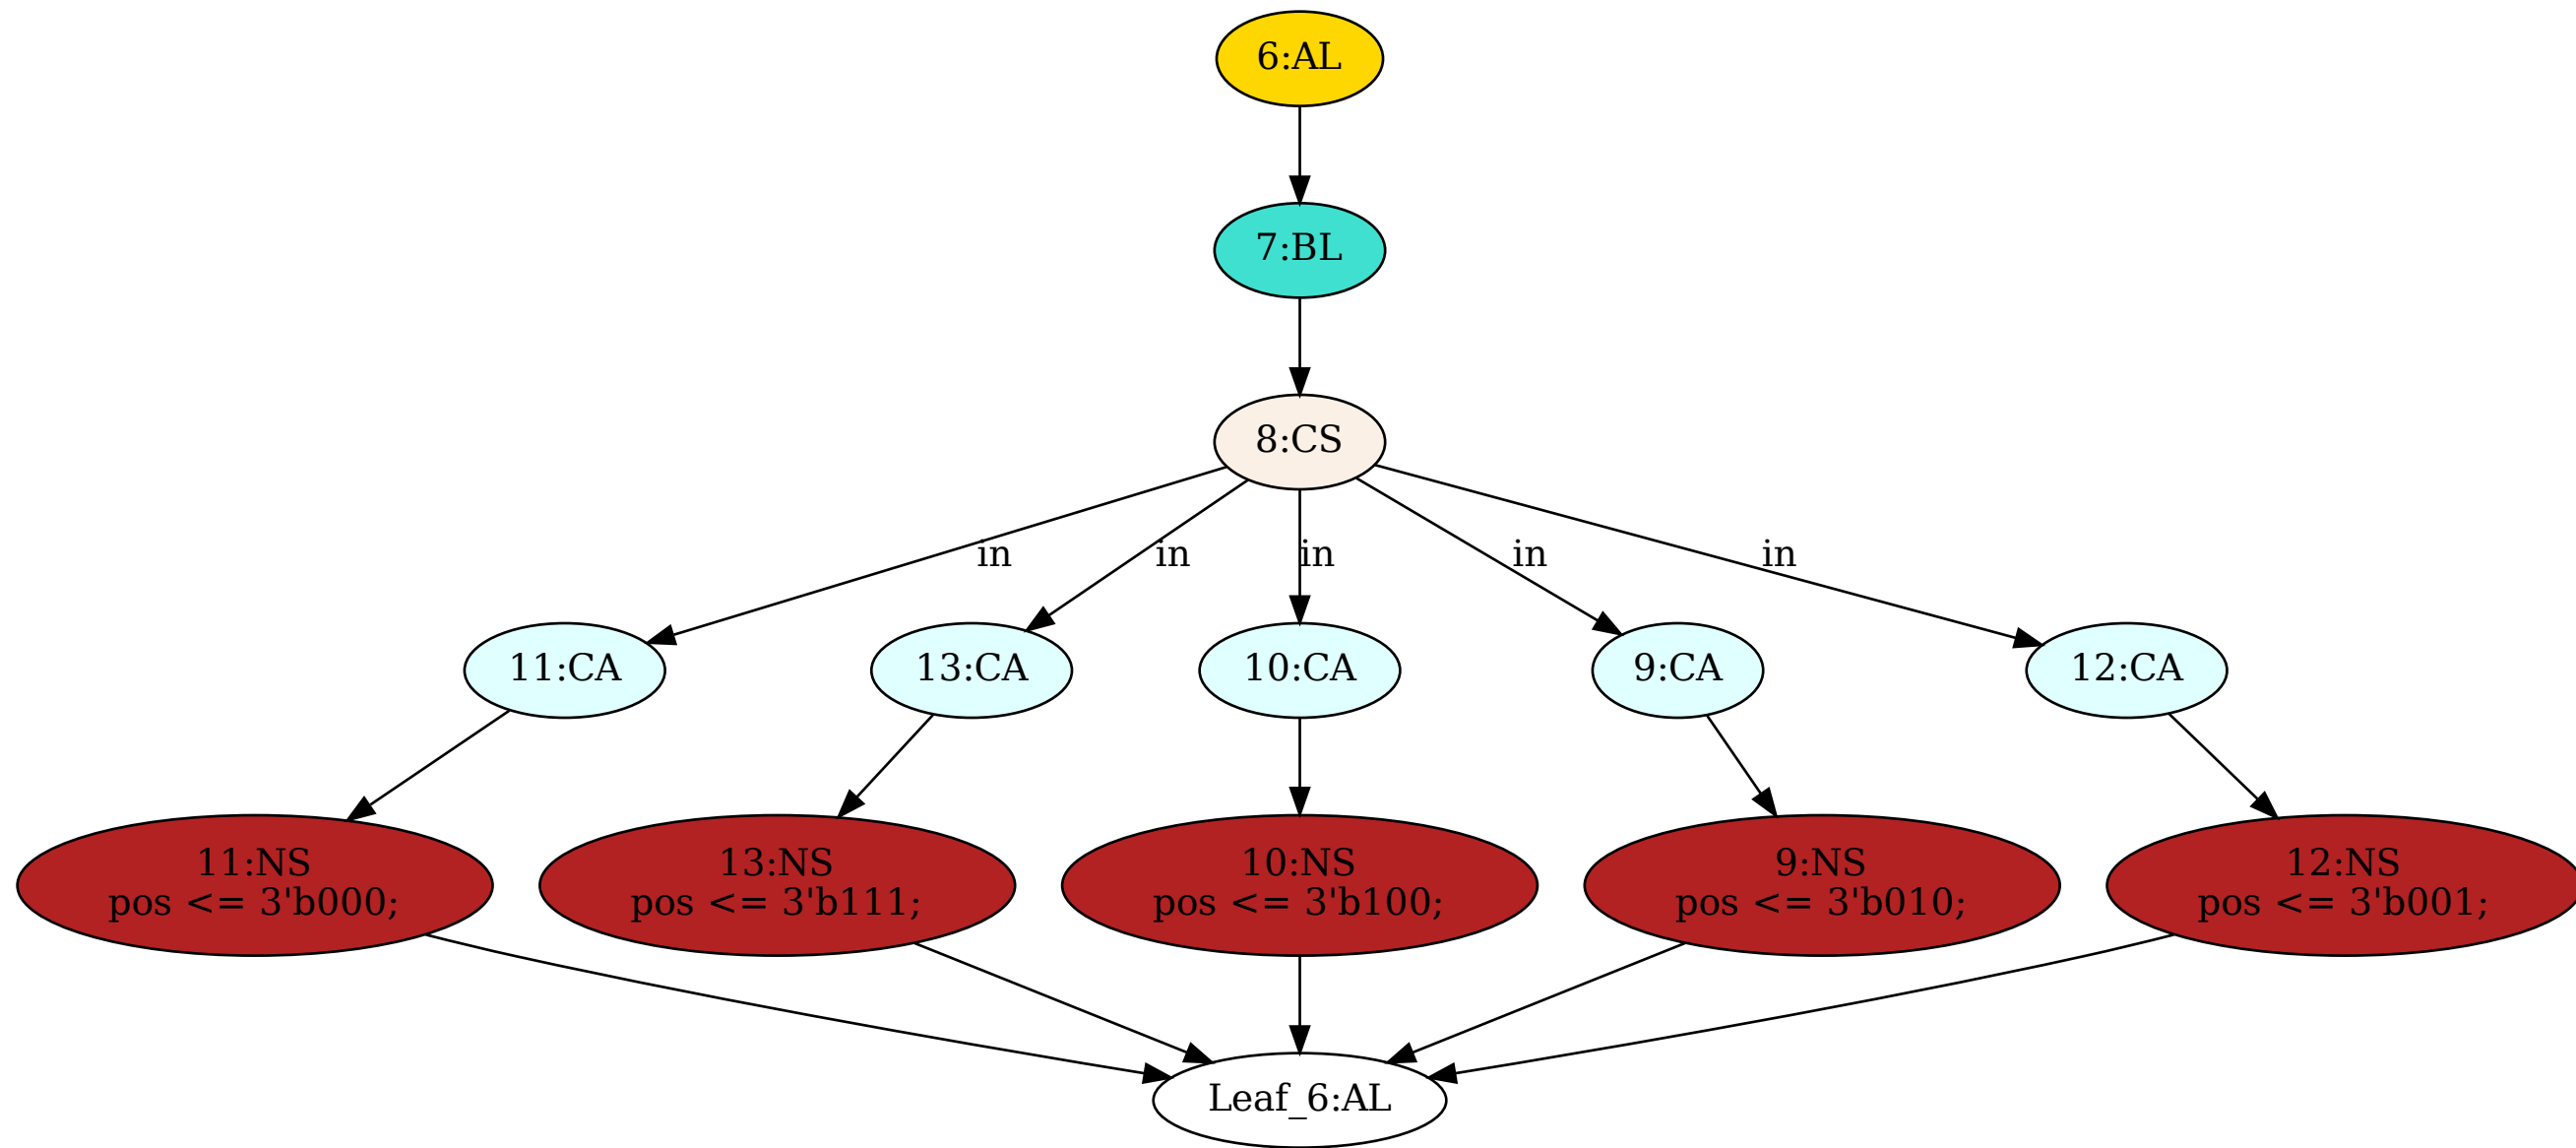 6:AL
7:BL
8:CS
in
in
in
in
in
11:CA
13:CA
10:CA
9:CA
12:CA
11:NS
pos <= 3'b000;
13:NS
pos <= 3'b111;
10:NS
pos <= 3'b100;
9:NS
pos <= 3'b010;
12:NS
pos <= 3'b001;
Leaf_6:AL